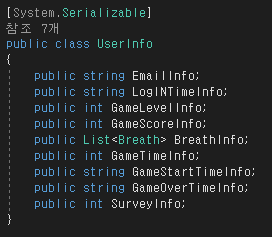 [System.Serializable]
참조 7개
public class UserInfo
{
public string EmailInfo;
public string LogINTimeInfo;
public int GameLevelInfo;
public int GameScoreInfo;
public List<Breath> BreathInfo;
public int GameTimeInfo;
public string GameStartTimeInfo;
public string GameOverTimeInfo;
public int SurveyInfo;
}